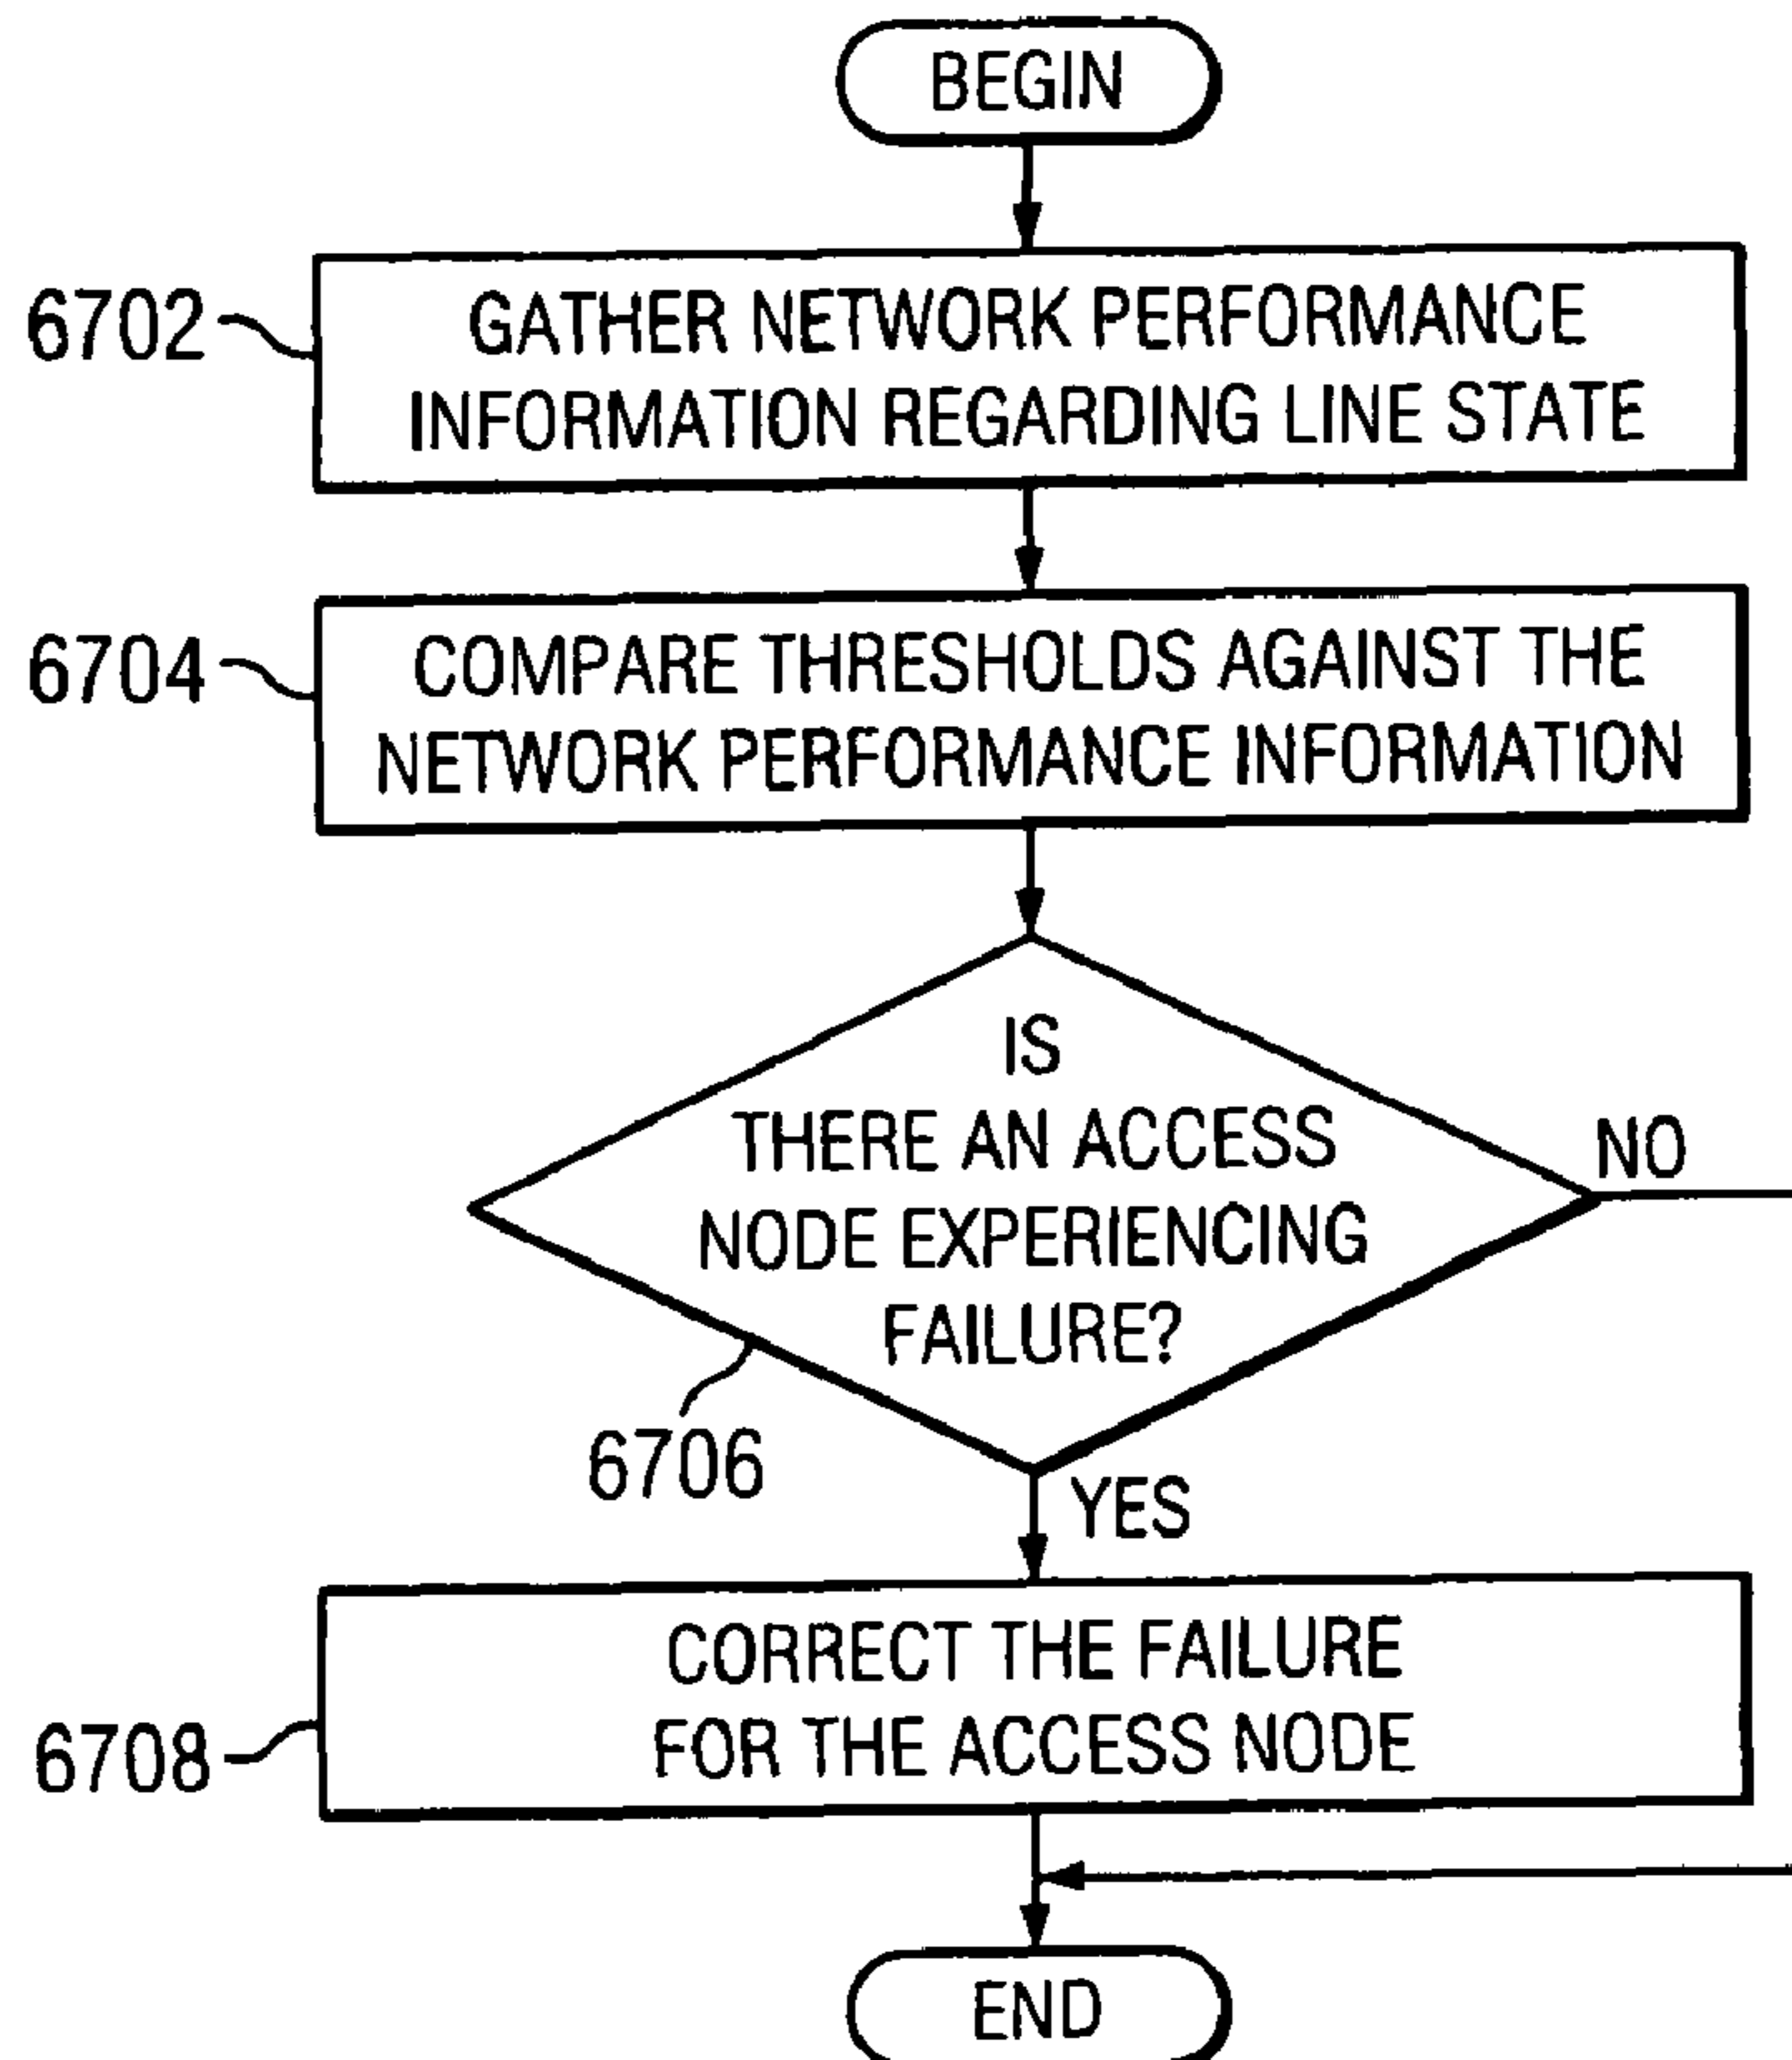 BEGIN
6702
GATHER NETWORK PERFORMANCE
INFORMATION REGARDING LINE STATE
6704
COMPARE THRESHOLDS AGAINST THE
NETWORK PERFORMANCE INFORMATION
IS
THERE AN ACCESS
NODE EXPERIENCING
FAILURE?
NO
6706
YES
CORRECT THE FAILURE
FOR THE ACCESS NODE
6708
END